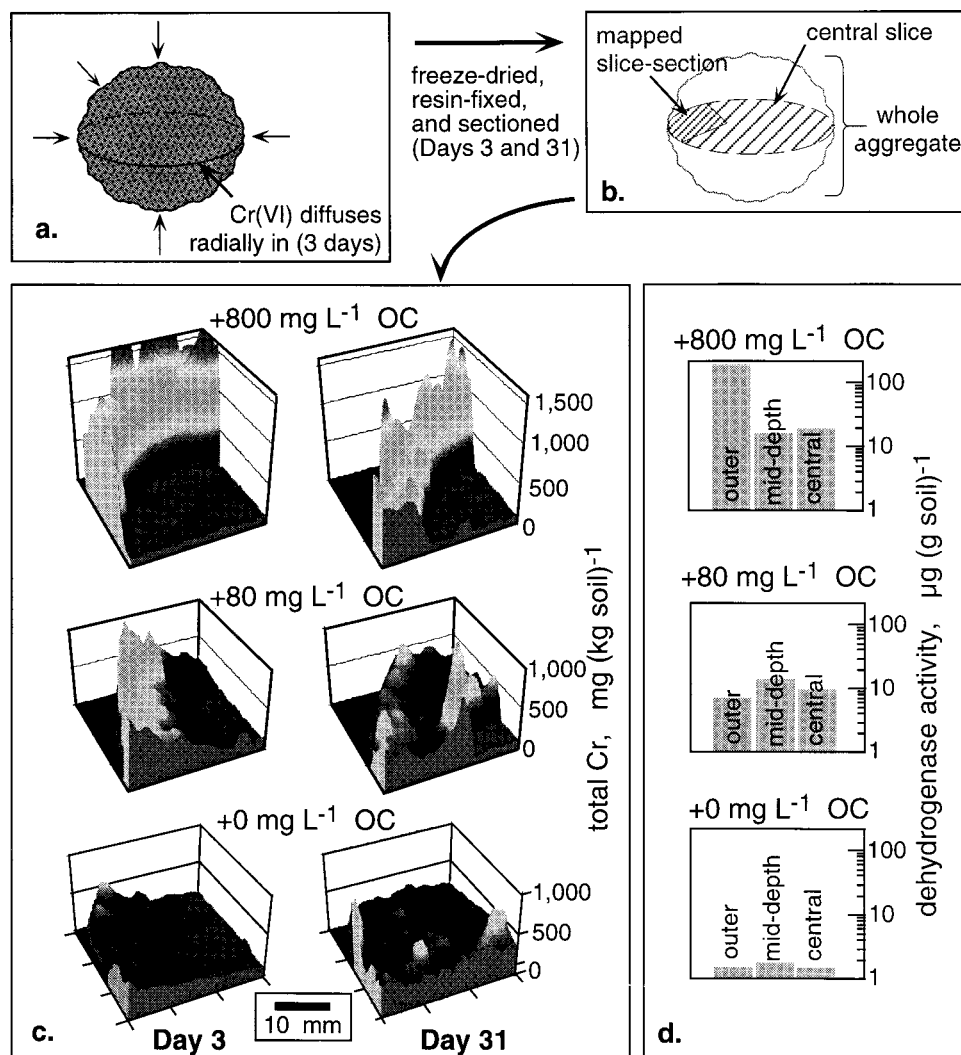 a.
Cr(VI) diffuses
radially in (3 days)
freeze-dried,
resin-fixed,
and sectioned
(Days 3 and 31)
mapped
slice-section
central slice
whole
aggregate
b.
+800 mg L-1 OC
1,500
1,000
500
0
+80 mg L-1 OC
1,000
500
0
+0 mg L-1 OC
1,000
500
0
total Cr, mg (kg soil)-1
10 mm
c.
Day 3
Day 31
+800 mg L-1 OC
outer
mid-depth
central
100
10
1
+80 mg L-1 OC
outer
mid-depth
central
100
10
1
+0 mg L-1 OC
outer
mid-depth
central
100
10
1
dehydrogenase activity, µg (g soil)-1
d.